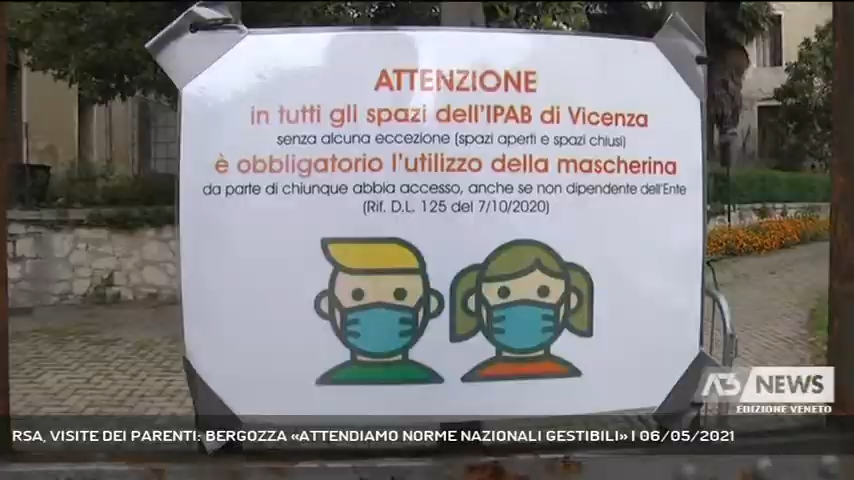 ATTENZIONE
in tutti gli spazi dell'IPAB di Vicenza
senza alcuna eccezione (spazi aperti e spazi chiusi)
è obbligatorio l'utilizzo della mascherina
da parte di chiunque abbia accesso, anche se non dipendente dell'Ente
(Rif. D.L. 125 del 7/10/2020)
A3 NEWS
EDIZIONE VENETO
RSA, VISITE DEI PARENTI: BERGOZZA «ATTENDIAMO NORME NAZIONALI GESTIBILI» | 06/05/2021